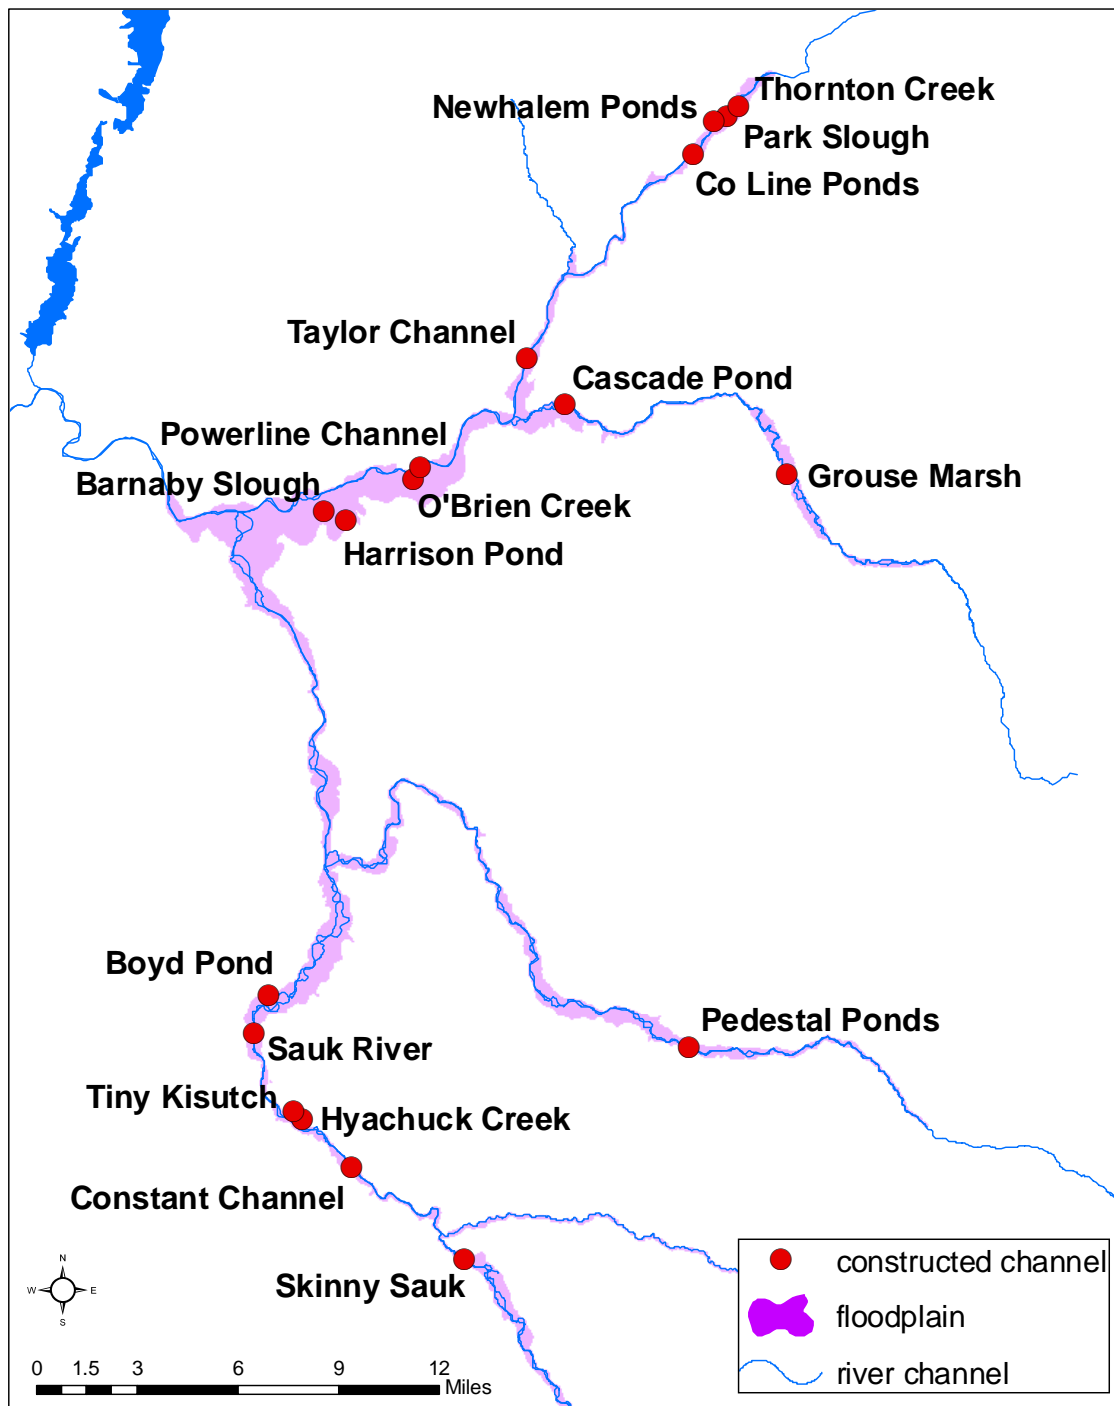 Thornton Creek
Newhalem Ponds
Park Slough
Co Line Ponds
Taylor Channel
Cascade Pond
Powerline Channel
Barnaby Slough
Grouse Marsh
O'Brien Creek
Harrison Pond
Boyd Pond
Pedestal Ponds
Sauk River
Tiny Kisutch
Hyachuck Creek
Constant Channel
Skinny Sauk
N
W E
S
0 1.5 3 6 9 12
Miles
constructed channel
floodplain
river channel